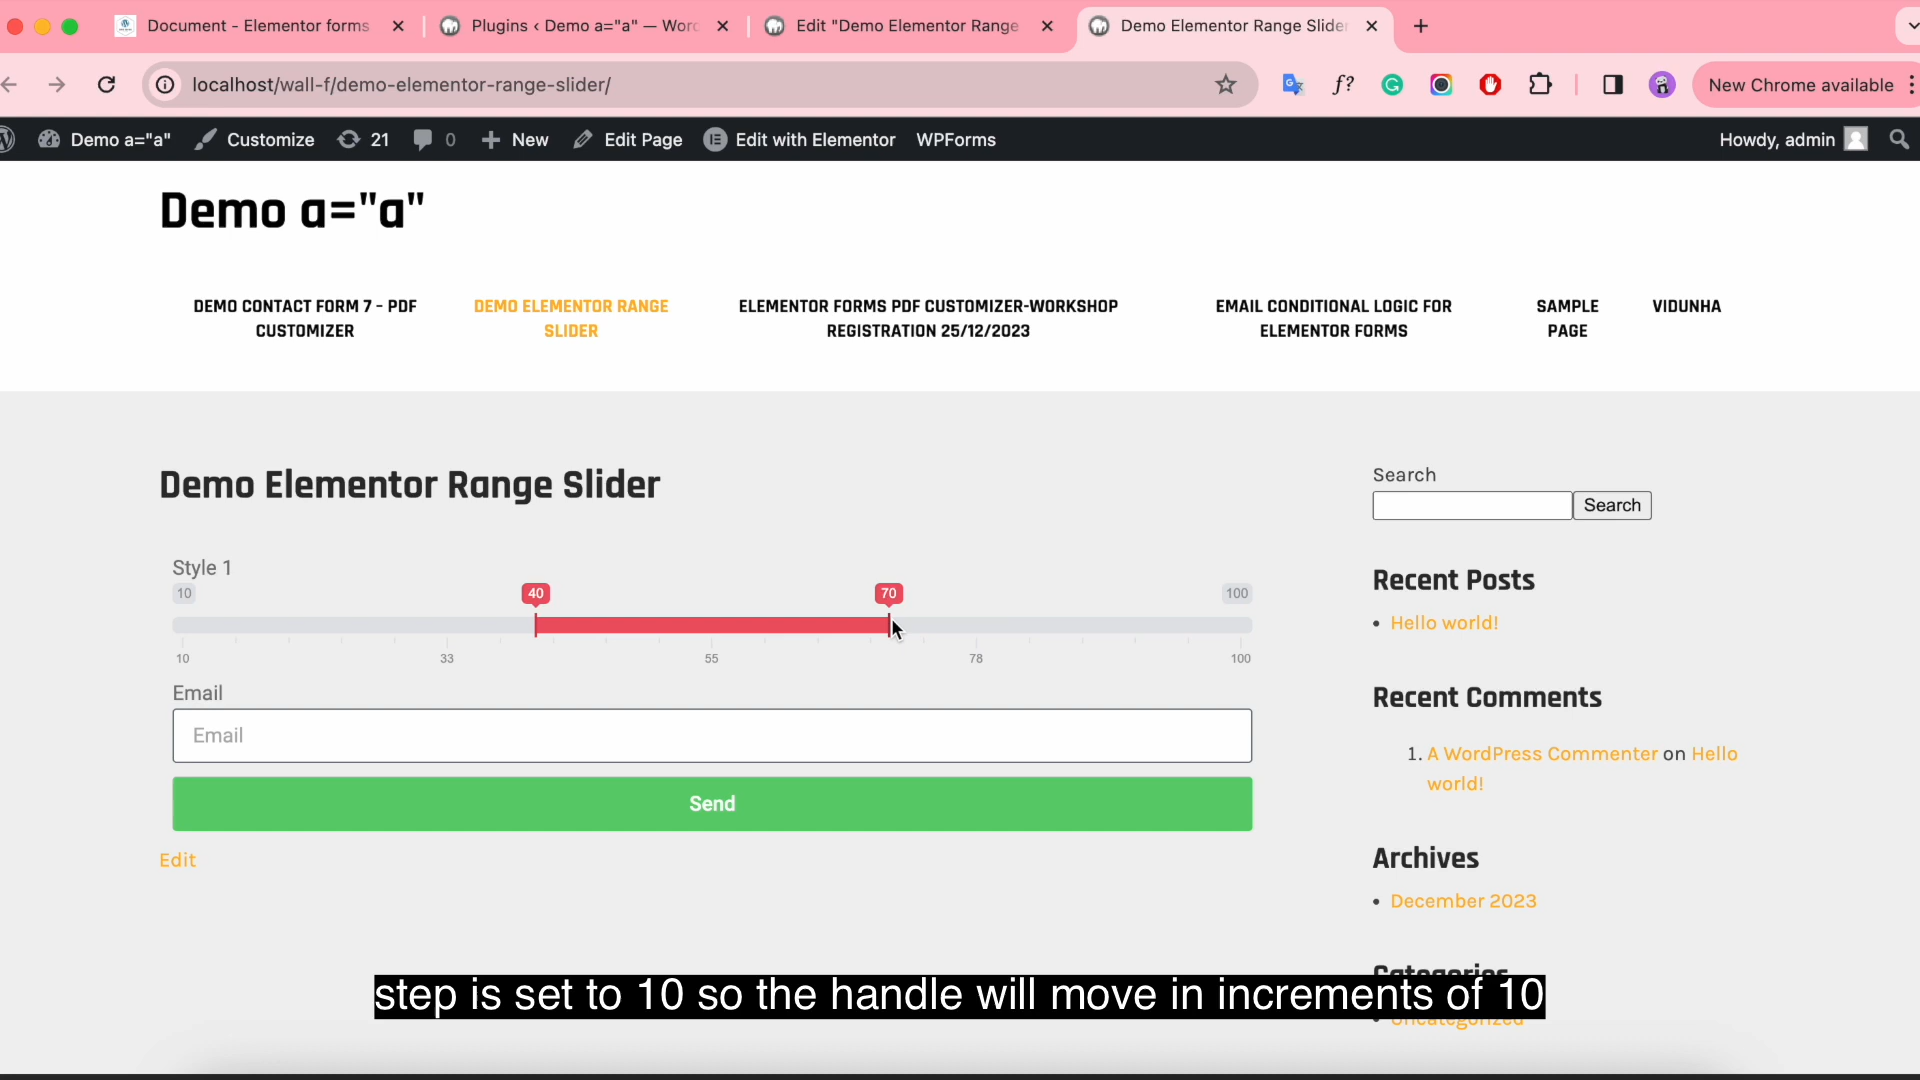 Document - Elementor forms
Plugins ‹ Demo a="a" — Worc
Edit "Demo Elementor Range
Demo Elementor Range Slider
localhost/wall-f/demo-elementor-range-slider/
f?
New Chrome available
Demo a="a"
Customize
21
0
New
Edit Page
Edit with Elementor
WPForms
Howdy, admin
Demo a="a"
DEMO CONTACT FORM 7 – PDF
CUSTOMIZER
DEMO ELEMENTOR RANGE
SLIDER
ELEMENTOR FORMS PDF CUSTOMIZER-WORKSHOP
REGISTRATION 25/12/2023
EMAIL CONDITIONAL LOGIC FOR
ELEMENTOR FORMS
SAMPLE
PAGE
VIDUNHA
Demo Elementor Range Slider
Style 1
10 40 70 100
10 33 55 78 100
Email
Email
Send
Edit
Search
Search
Recent Posts
Hello world!
Recent Comments
1. A WordPress Commenter on Hello
world!
Archives
December 2023
Categories
Uncategorized
step is set to 10 so the handle will move in increments of 10